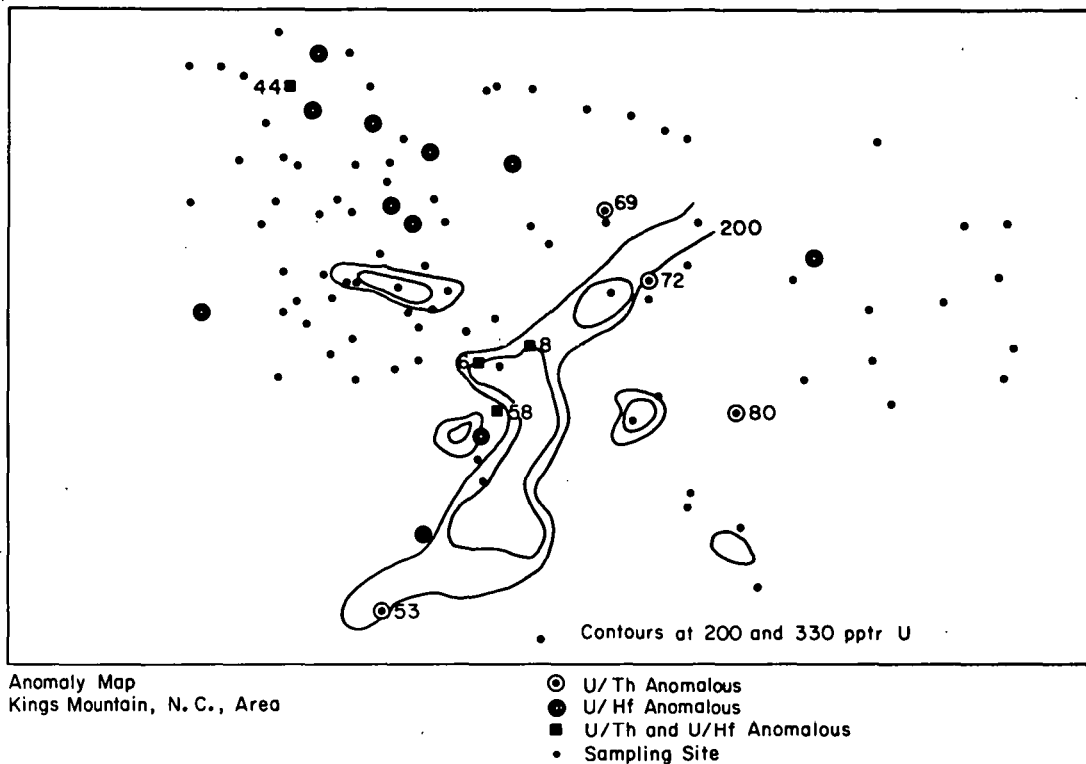 44
69
200
72
8
6
58
80
53
Contours at 200 and 330 pptr U
Anomaly Map
Kings Mountain, N. C., Area
U/Th Anomalous
U/Hf Anomalous
U/Th and U/Hf Anomalous
Sampling Site